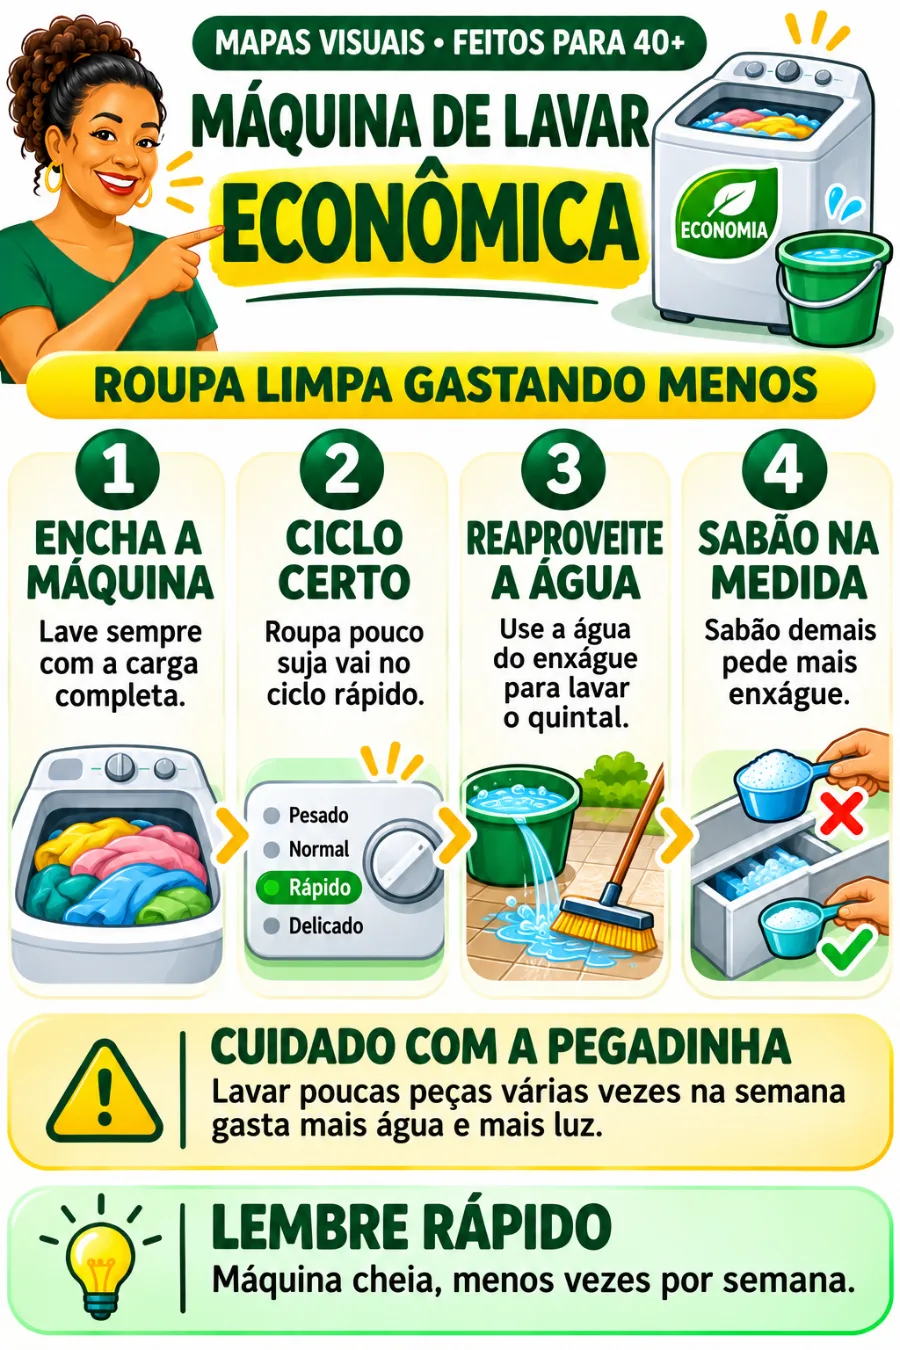 MAPAS VISUAIS • FEITOS PARA 40+
MÁQUINA DE LAVAR
ECONÔMICA
ECONOMIA
ROUPA LIMPA GASTANDO MENOS
1
ENCHA A
MÁQUINA
Lave sempre
com a carga
completa.
2
CICLO
CERTO
Roupa pouco
suja vai no
ciclo rápido.
Pesado
Normal
Rápido
Delicado
3
REAPROVEITE
A ÁGUA
Use a água
do enxágue
para lavar
o quintal.
4
SABÃO NA
MEDIDA
Sabão demais
pede mais
enxágue.
CUIDADO COM A PEGADINHA
Lavar poucas peças várias vezes na semana
gasta mais água e mais luz.
LEMBRE RÁPIDO
Máquina cheia, menos vezes por semana.